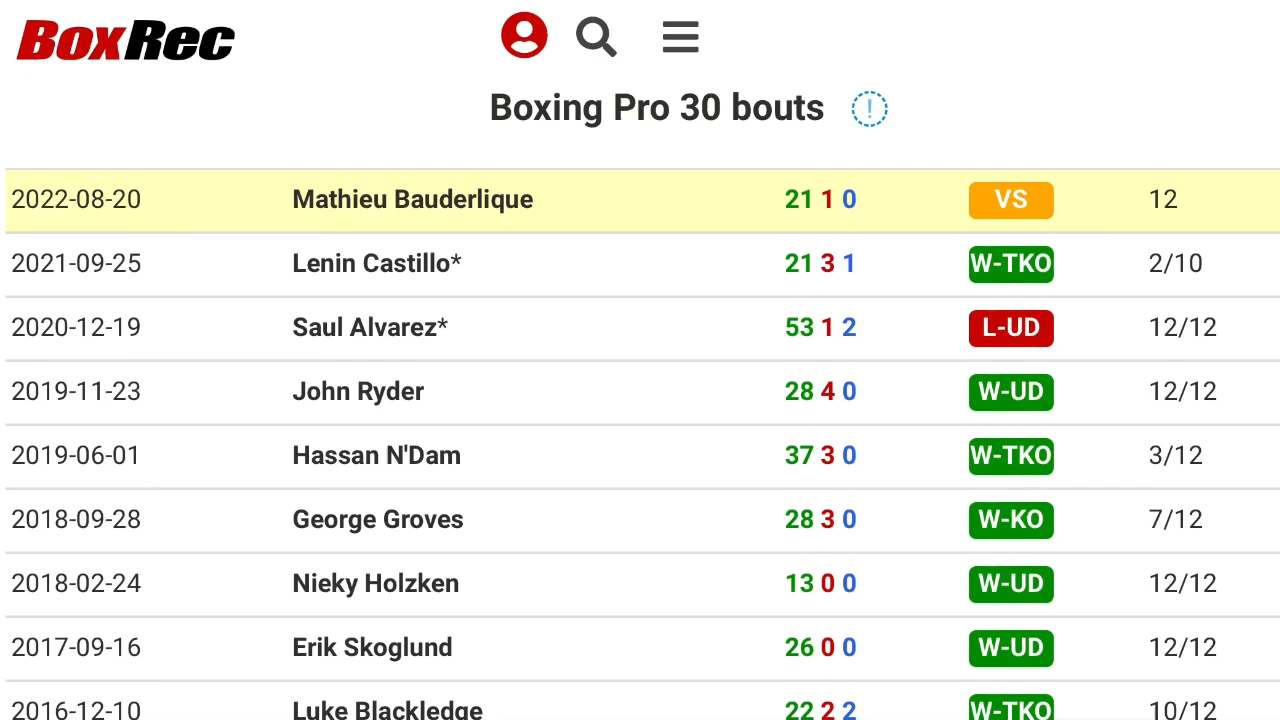 BoxRec
Boxing Pro 30 bouts !
2022-08-20 Mathieu Bauderlique 21 1 0 VS 12
2021-09-25 Lenin Castillo* 21 3 1 W-TKO 2/10
2020-12-19 Saul Alvarez* 53 1 2 L-UD 12/12
2019-11-23 John Ryder 28 4 0 W-UD 12/12
2019-06-01 Hassan N'Dam 37 3 0 W-TKO 3/12
2018-09-28 George Groves 28 3 0 W-KO 7/12
2018-02-24 Nieky Holzken 13 0 0 W-UD 12/12
2017-09-16 Erik Skoglund 26 0 0 W-UD 12/12
2016-12-10 Luke Blackledge 22 2 2 W-TKO 10/12